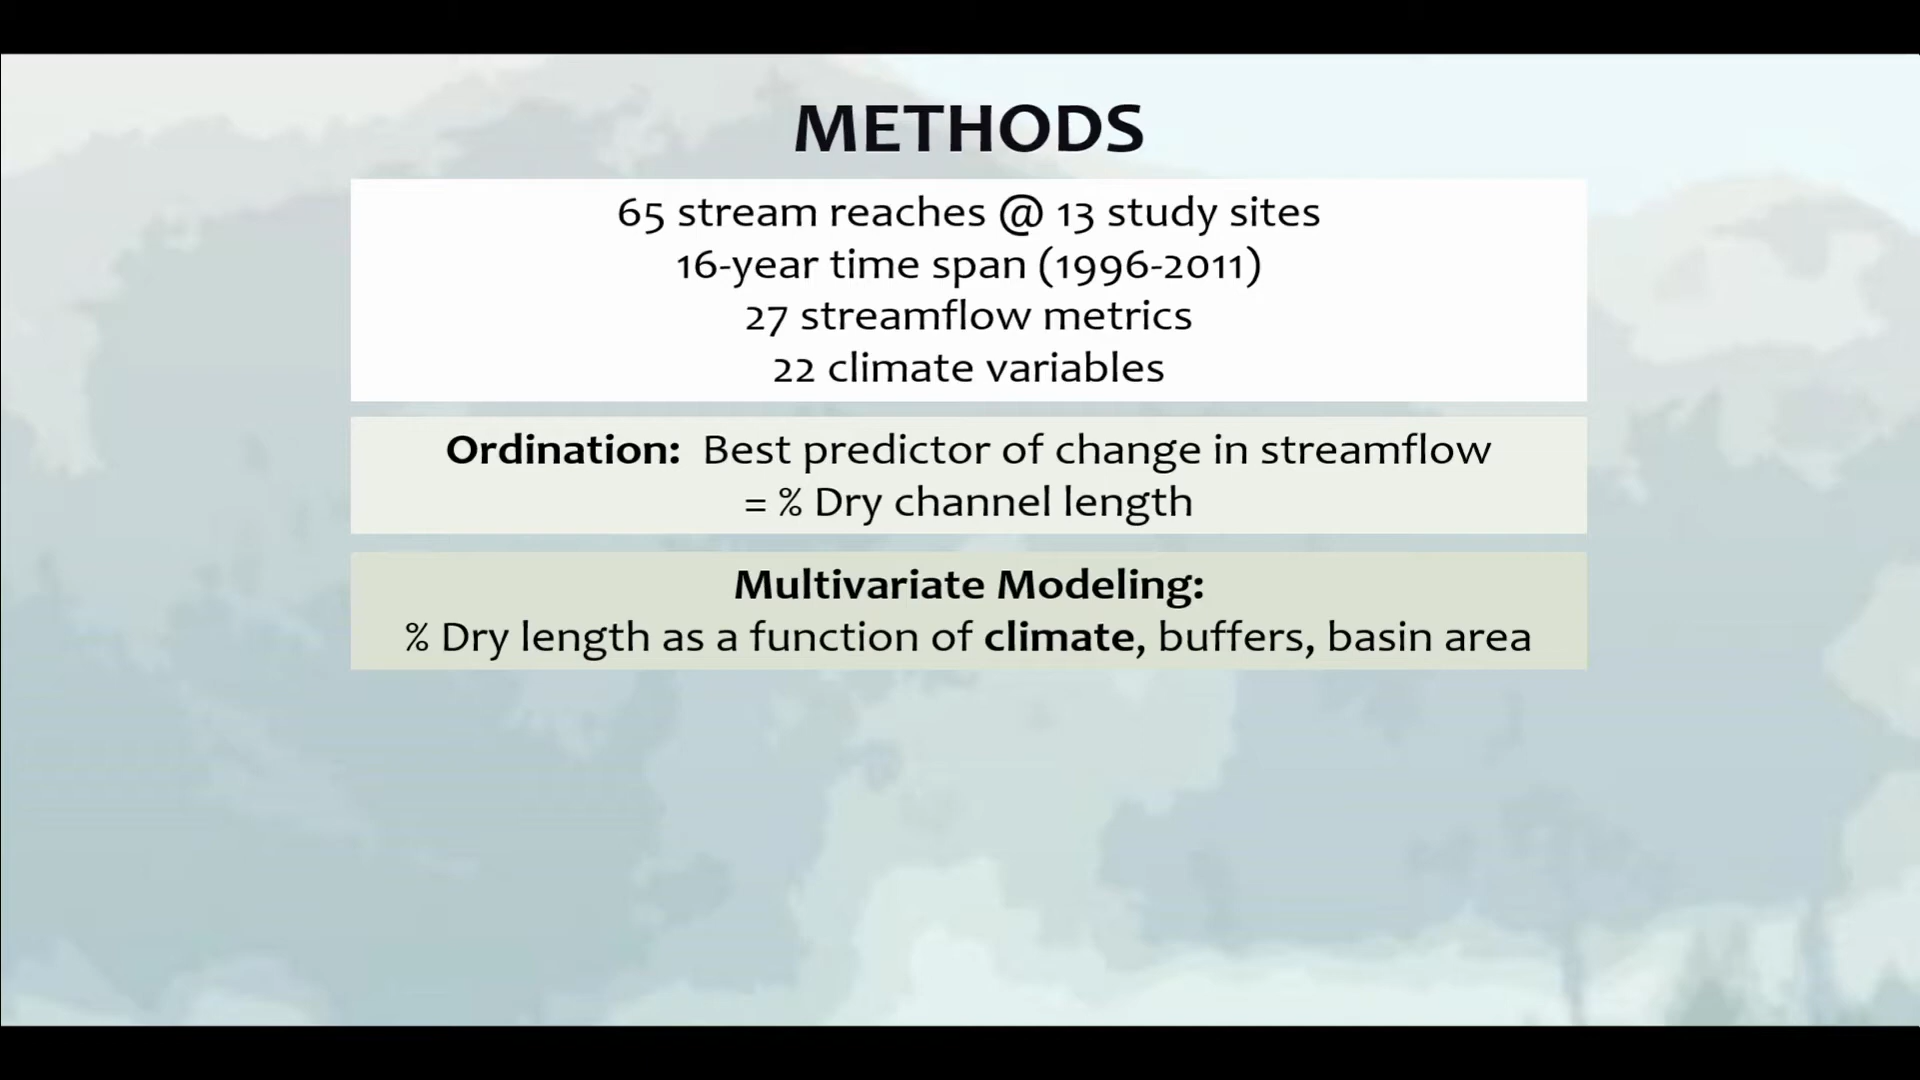 METHODS
65 stream reaches @ 13 study sites
16-year time span (1996-2011)
27 streamflow metrics
22 climate variables
Ordination: Best predictor of change in streamflow
= % Dry channel length
Multivariate Modeling:
% Dry length as a function of climate, buffers, basin area